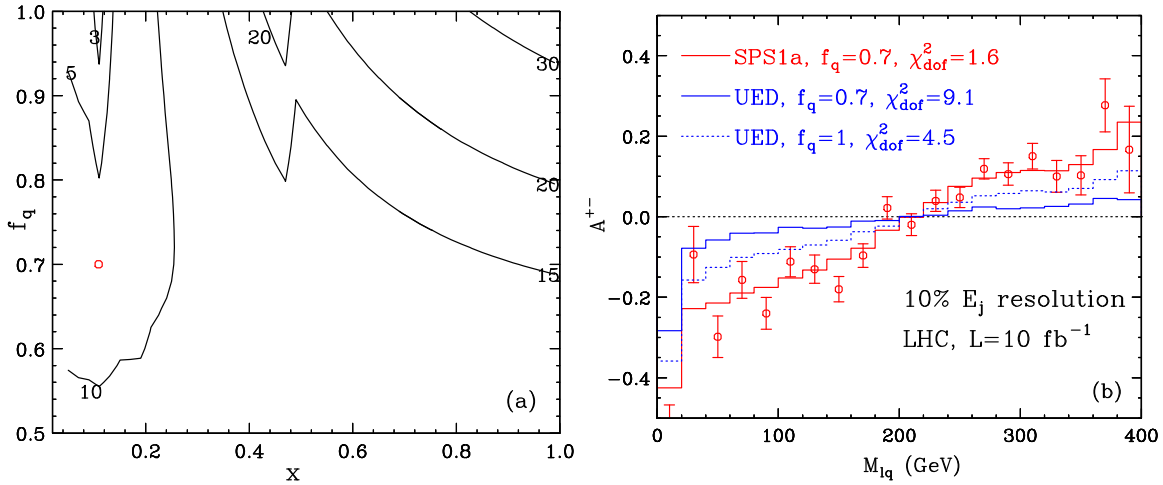 1.0
0.9
0.8
0.7
0.6
0.5
f_q
3
5
10
20
30
20
15
(a)
0.2 0.4 0.6 0.8 1.0
x
0.4
0.2
0.0
−0.2
−0.4
A^{+−}
SPS1a, f_q=0.7, χ²_dof=1.6
UED, f_q=0.7, χ²_dof=9.1
UED, f_q=1, χ²_dof=4.5
10% E_j resolution
LHC, L=10 fb⁻¹
(b)
0 100 200 300 400
M_lq (GeV)